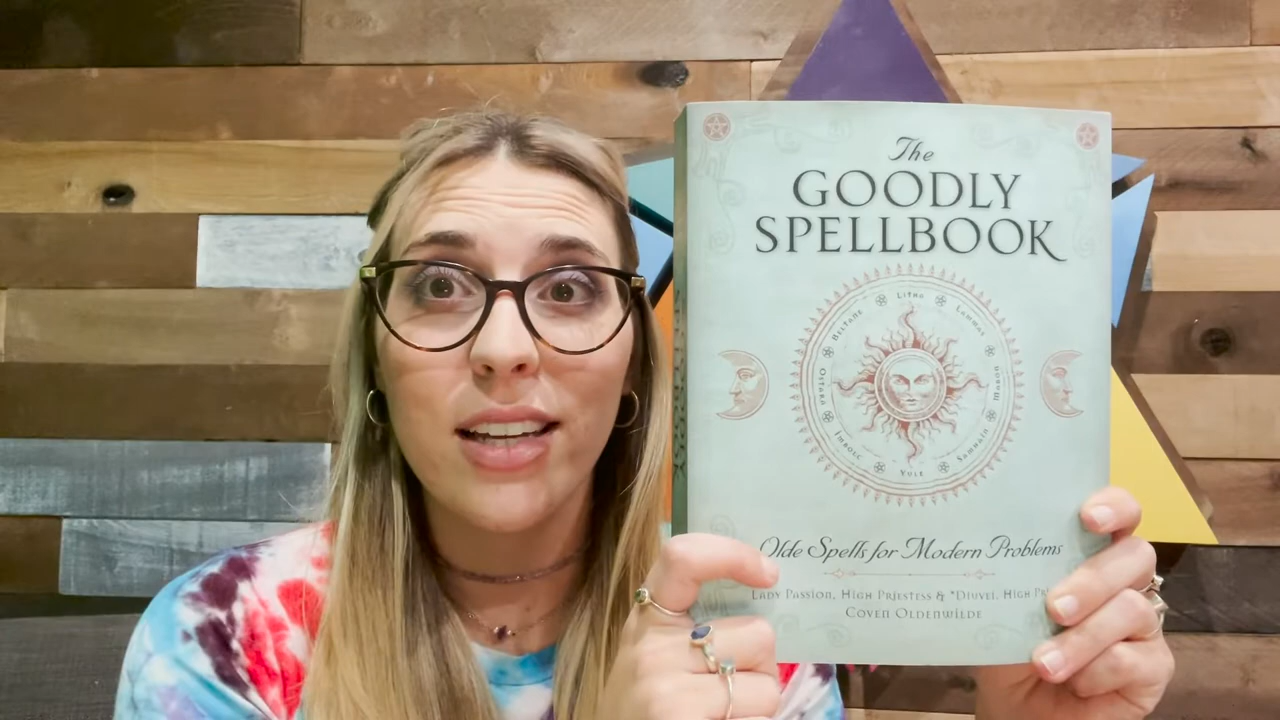 The
GOODLY
SPELLBOOK
LITHA
LAMMAS
MABON
SAMHAIN
YULE
IMBOLC
OSTARA
BELTANE
Olde Spells for Modern Problems
LADY PASSION, HIGH PRIESTESS & *DIUVEI, HIGH
COVEN OLDENWILDE